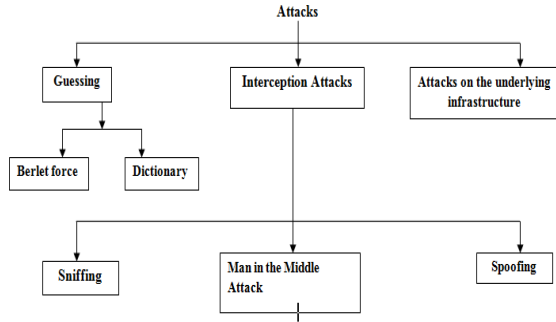 Attacks
Guessing
Interception Attacks
Attacks on the underlying
infrastructure
Berlet force
Dictionary
Sniffing
Man in the Middle
Attack
Spoofing